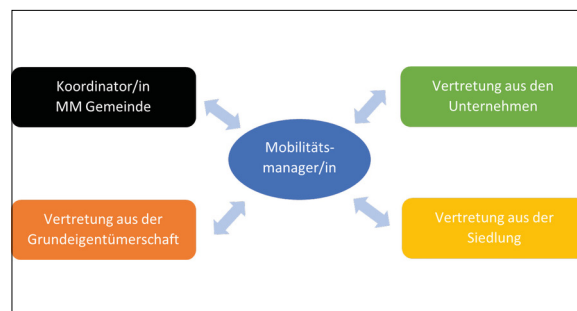 Koordinator/in
MM Gemeinde
Vertretung aus den
Unternehmen
Mobilitäts-
manager/in
Vertretung aus der
Grundeigentümerschaft
Vertretung aus der
Siedlung